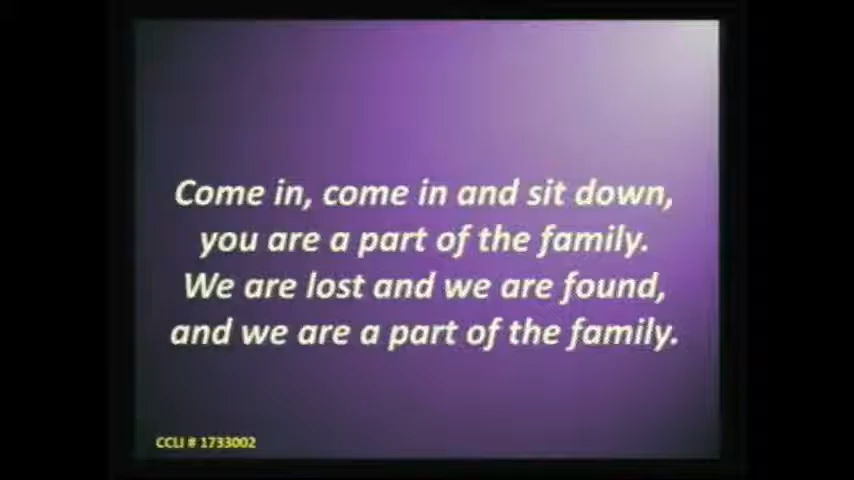 Come in, come in and sit down,
you are a part of the family.
We are lost and we are found,
and we are a part of the family.
CCLI # 1733002